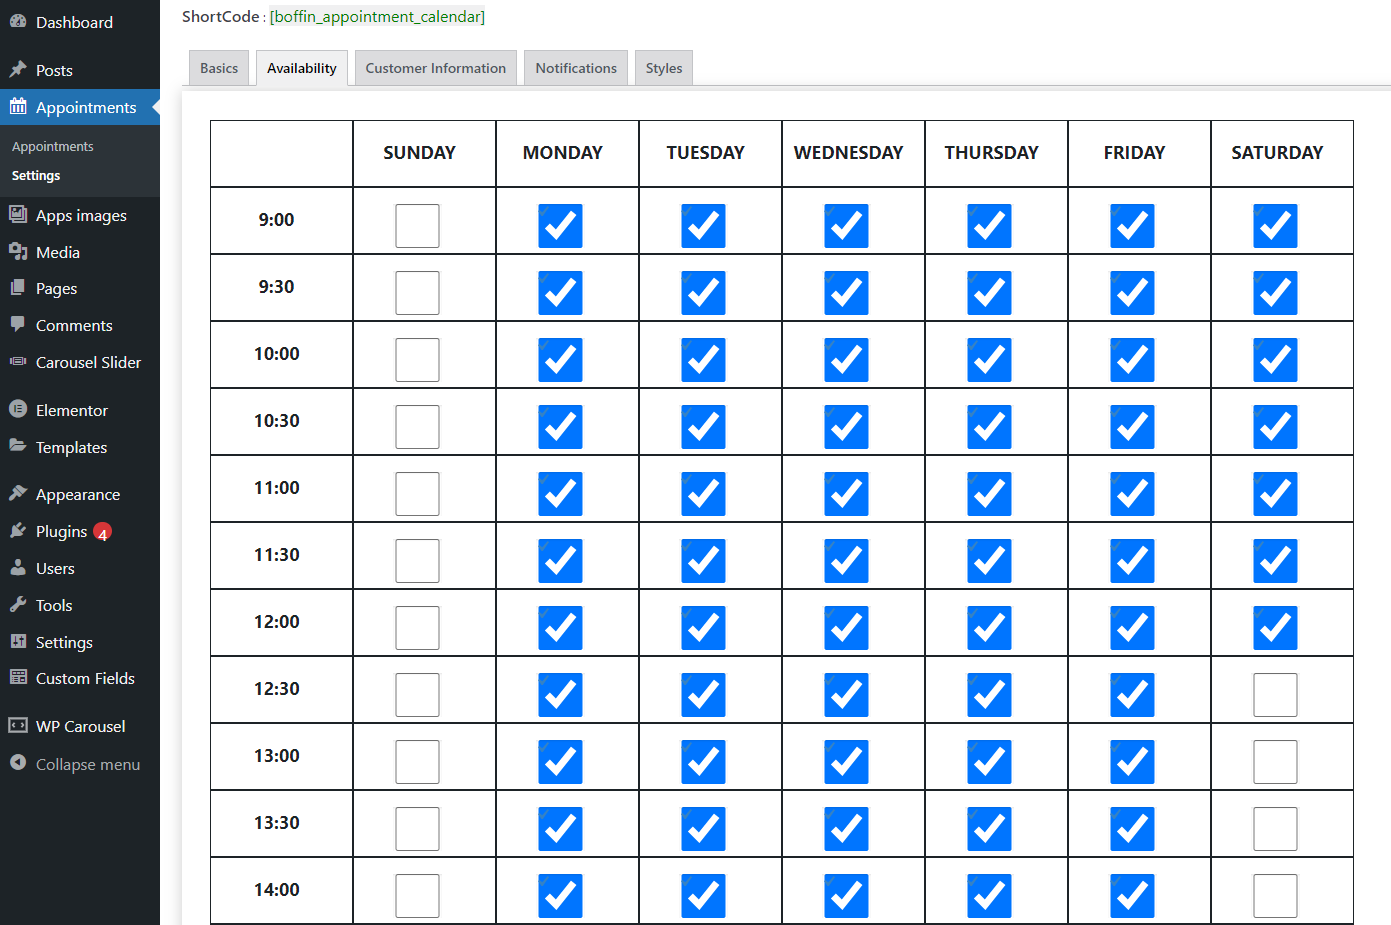 Dashboard
Posts
Appointments
Appointments
Settings
Apps images
Media
Pages
Comments
Carousel Slider
Elementor
Templates
Appearance
Plugins 4
Users
Tools
Settings
Custom Fields
WP Carousel
Collapse menu
ShortCode : [boffin_appointment_calendar]
Basics Availability Customer Information Notifications Styles
SUNDAY MONDAY TUESDAY WEDNESDAY THURSDAY FRIDAY SATURDAY
9:00
9:30
10:00
10:30
11:00
11:30
12:00
12:30
13:00
13:30
14:00